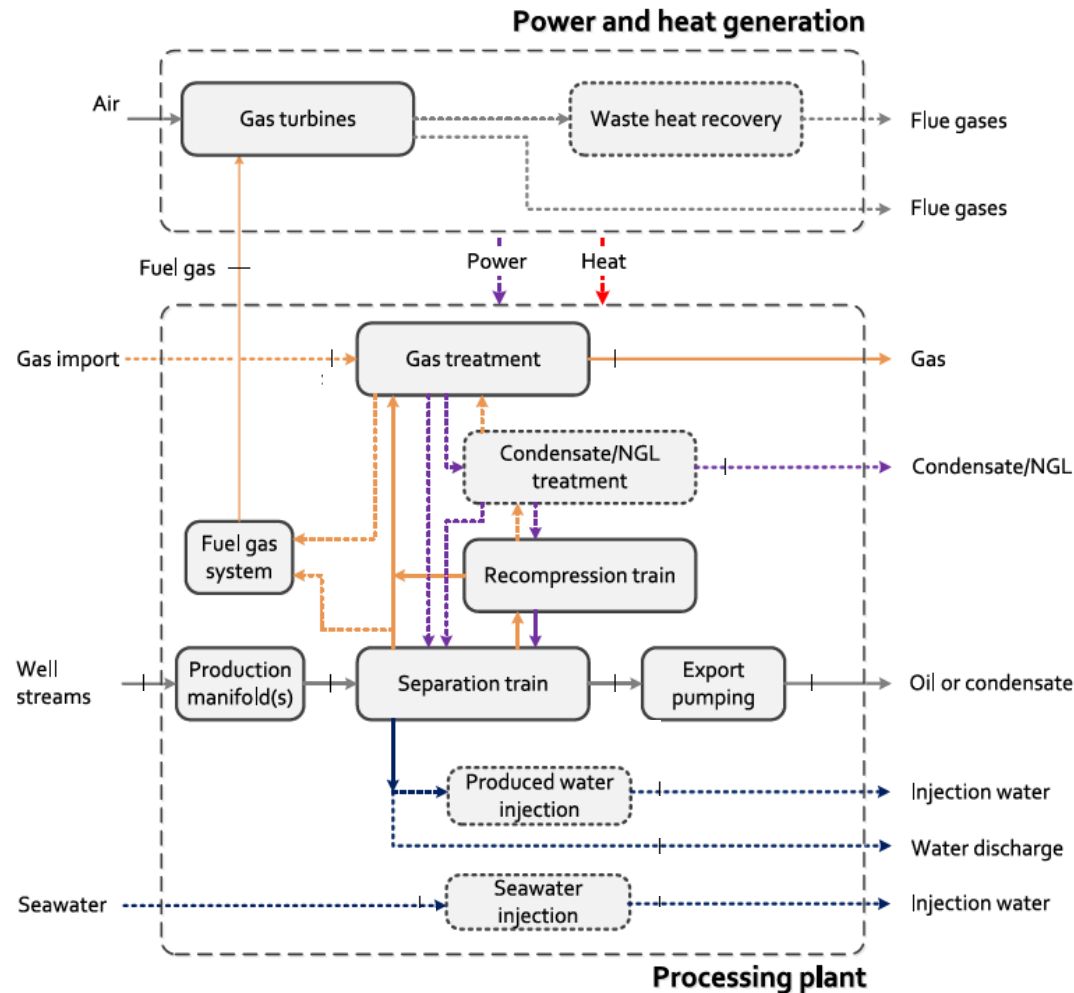 Power and heat generation
Air
Gas turbines
Waste heat recovery
Flue gases
Flue gases
Power
Heat
Fuel gas
Gas import
Gas treatment
Gas
Condensate/NGL
treatment
Condensate/NGL
Fuel gas
system
Recompression train
Well
streams
Production
manifold(s)
Separation train
Export
pumping
Oil or condensate
Produced water
injection
Injection water
Water discharge
Seawater
Seawater
injection
Injection water
Processing plant